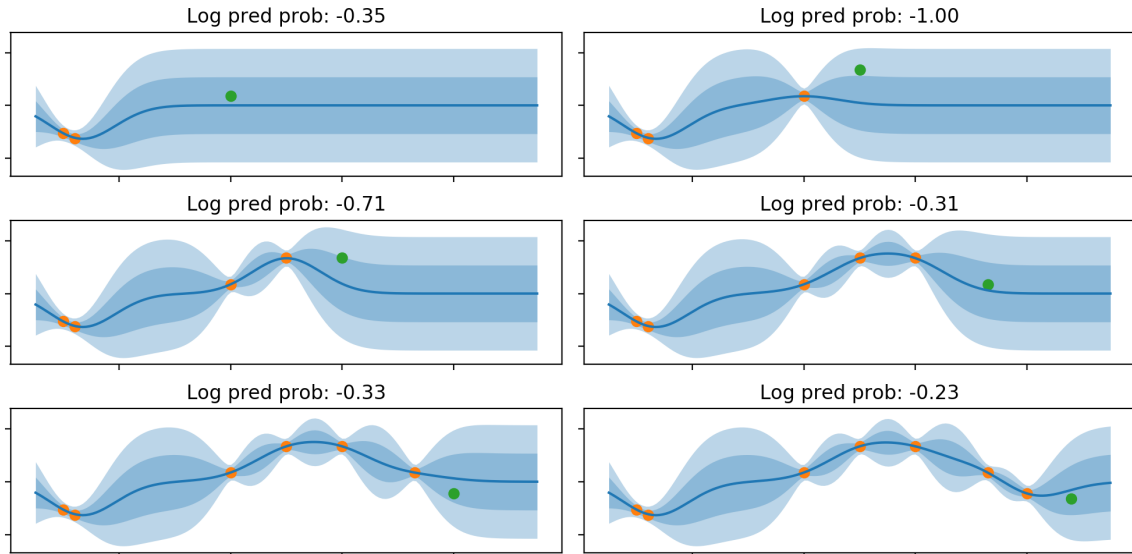 Log pred prob: -0.35
Log pred prob: -1.00
Log pred prob: -0.71
Log pred prob: -0.31
Log pred prob: -0.33
Log pred prob: -0.23